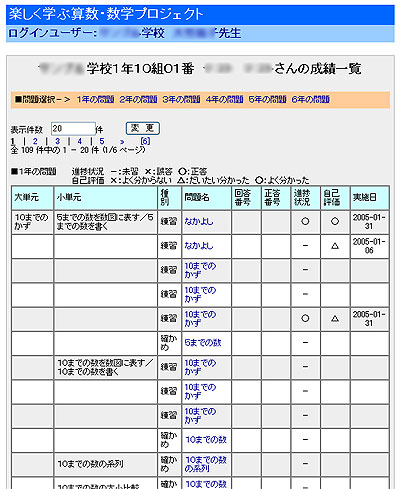 楽しく学ぶ算数・数学プロジェクト
ログインユーザー: 学校 先生
学校1年10組01番 さんの成績一覧
■問題選択－＞ 1年の問題 2年の問題 3年の問題 4年の問題 5年の問題 6年の問題
表示件数 20 件 変 更
1 | 2 | 3 | 4 | 5 » [6]
全 109 件中の 1 － 20 件 (1/6 ページ)
■1年の問題 進捗状況 －:未習 ×:誤答 〇:正答
自己評価 ×:よく分からない △:だいたい分かった 〇:よく分かった
大単元 小単元 種別 問題名 回答番号 正答番号 進捗状況 自己評価 実施日
10までのかず 5までの数を数図に表す／5までの数を書く 練習 なかよし 〇 〇 2005-01-31
練習 なかよし － △ 2005-01-06
練習 10までのかず －
練習 10までのかず －
練習 10までのかず 〇 △ 2005-01-31
確かめ 5までの数 －
10までの数を数図に表す／10までの数を書く 練習 10までのかず －
練習 10までのかず －
練習 10までのかず －
確かめ 10までの数 －
10までの数の系列 確かめ 10までの数の系列 －
10までの数の大小比較 確か 10までの数